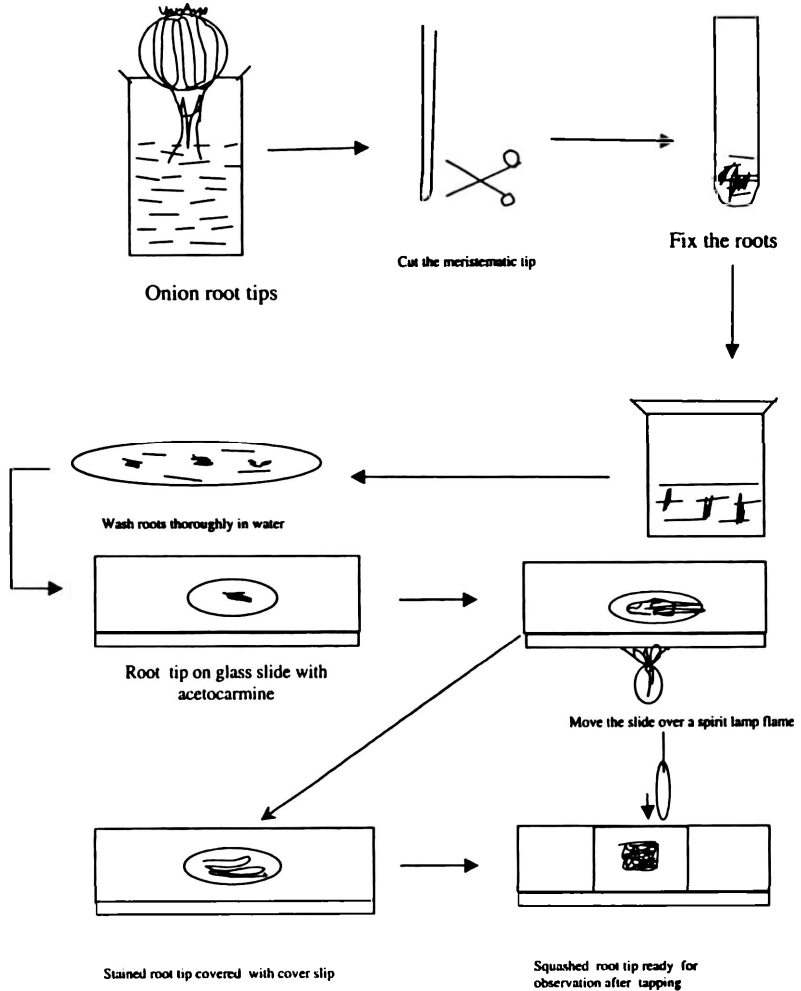 Onion root tips
Cut the meristematic tip
Fix the roots
Wash roots thoroughly in water
Root tip on glass slide with
acetocarmine
Move the slide over a spirit lamp flame
Stained root tip covered with cover slip
Squashed root tip ready for
observation after tapping